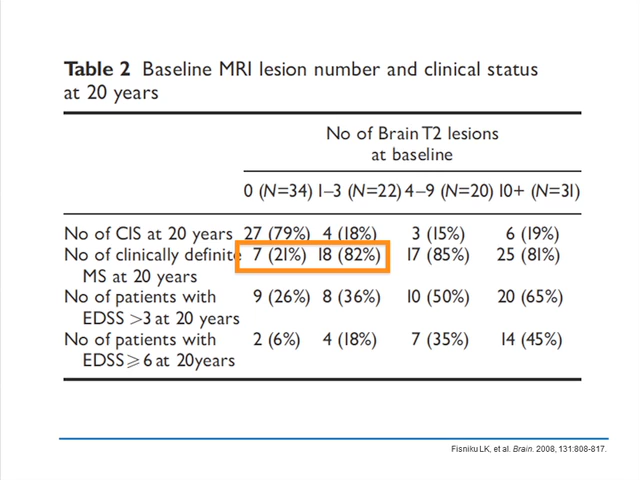 Table 2 Baseline MRI lesion number and clinical status
at 20 years
No of Brain T2 lesions
at baseline
0 (N=34) 1–3 (N=22) 4–9 (N=20) 10+ (N=31)
No of CIS at 20 years 27 (79%) 4 (18%) 3 (15%) 6 (19%)
No of clinically definite 7 (21%) 18 (82%) 17 (85%) 25 (81%)
MS at 20 years
No of patients with 9 (26%) 8 (36%) 10 (50%) 20 (65%)
EDSS >3 at 20 years
No of patients with 2 (6%) 4 (18%) 7 (35%) 14 (45%)
EDSS⩾6 at 20years
Fisniku LK, et al. Brain. 2008, 131:808-817.